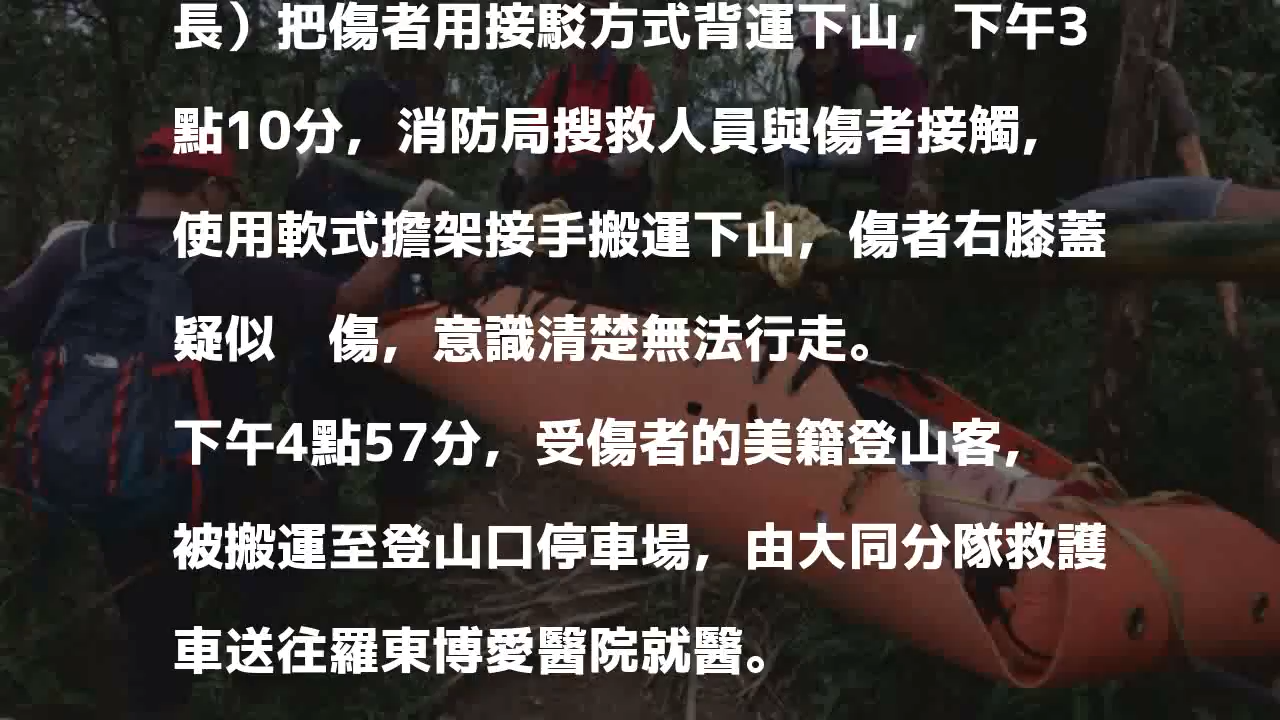 長）把傷者用接駁方式背運下山，下午3
點10分，消防局搜救人員與傷者接觸，
使用軟式擔架接手搬運下山，傷者右膝蓋
疑似　傷，意識清楚無法行走。
下午4點57分，受傷者的美籍登山客，
被搬運至登山口停車場，由大同分隊救護
車送往羅東博愛醫院就醫。